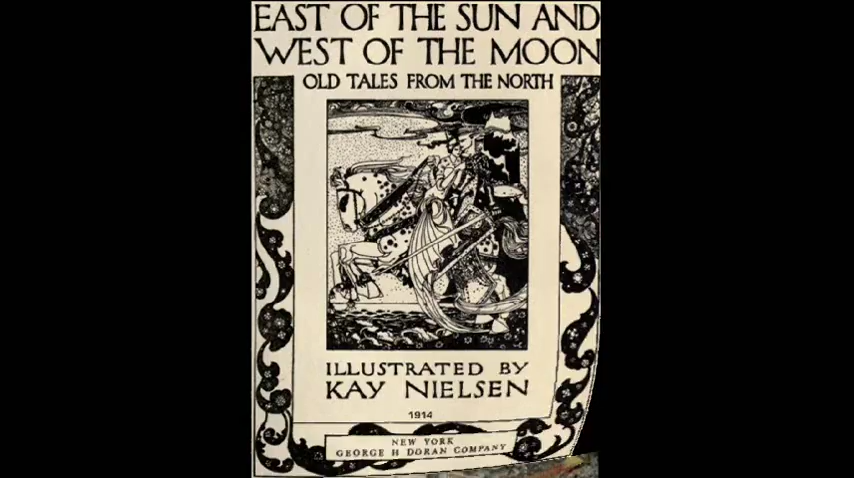 EAST OF THE SUN AND
WEST OF THE MOON
OLD TALES FROM THE NORTH
ILLUSTRATED BY
KAY NIELSEN
1914
NEW YORK
GEORGE H DORAN COMPANY